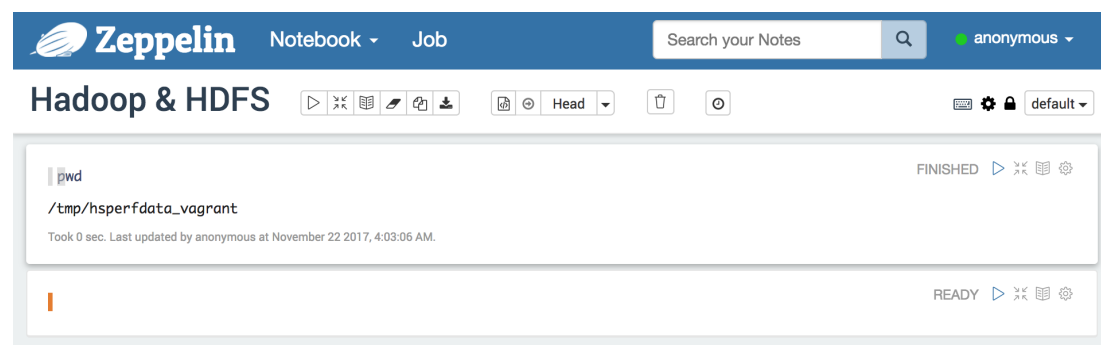 Zeppelin Notebook Job Search your Notes anonymous
Hadoop & HDFS Head default
pwd FINISHED
/tmp/hsperfdata_vagrant
Took 0 sec. Last updated by anonymous at November 22 2017, 4:03:06 AM.
READY